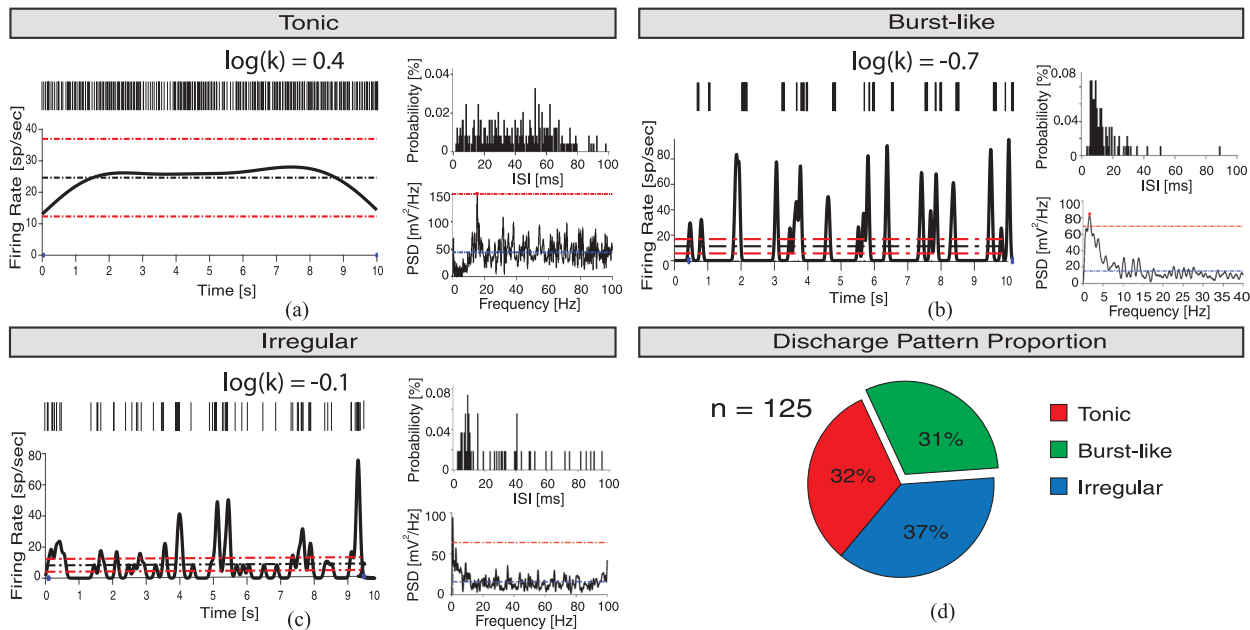 Tonic
log(k) = 0.4
Firing Rate [sp/sec]
40
30
20
10
0
0 1 2 3 4 5 6 7 8 9 10
Time [s]
Probabilioty [%]
0.04
0.02
0
0 20 40 60 80 100
ISI [ms]
PSD [mV²/Hz]
150
100
50
0
0 20 40 60 80 100
Frequency [Hz]
(a)
Burst-like
log(k) = -0.7
Firing Rate [sp/sec]
80
60
40
20
0
0 1 2 3 4 5 6 7 8 9 10
Time [s]
Probabilioty [%]
0.08
0.04
0
0 20 40 60 80 100
ISI [ms]
PSD [mV²/Hz]
100
80
60
40
20
0
0 5 10 15 20 25 30 35 40
Frequency [Hz]
(b)
Irregular
log(k) = -0.1
Firing Rate [sp/sec]
80
60
40
20
0
0 1 2 3 4 5 6 7 8 9 10
Time [s]
Probabilioty [%]
0.08
0.04
0
0 20 40 60 80 100
ISI [ms]
PSD [mV²/Hz]
100
50
0
0 20 40 60 80 100
Frequency [Hz]
(c)
Discharge Pattern Proportion
n = 125
31%
32%
37%
Tonic
Burst-like
Irregular
(d)